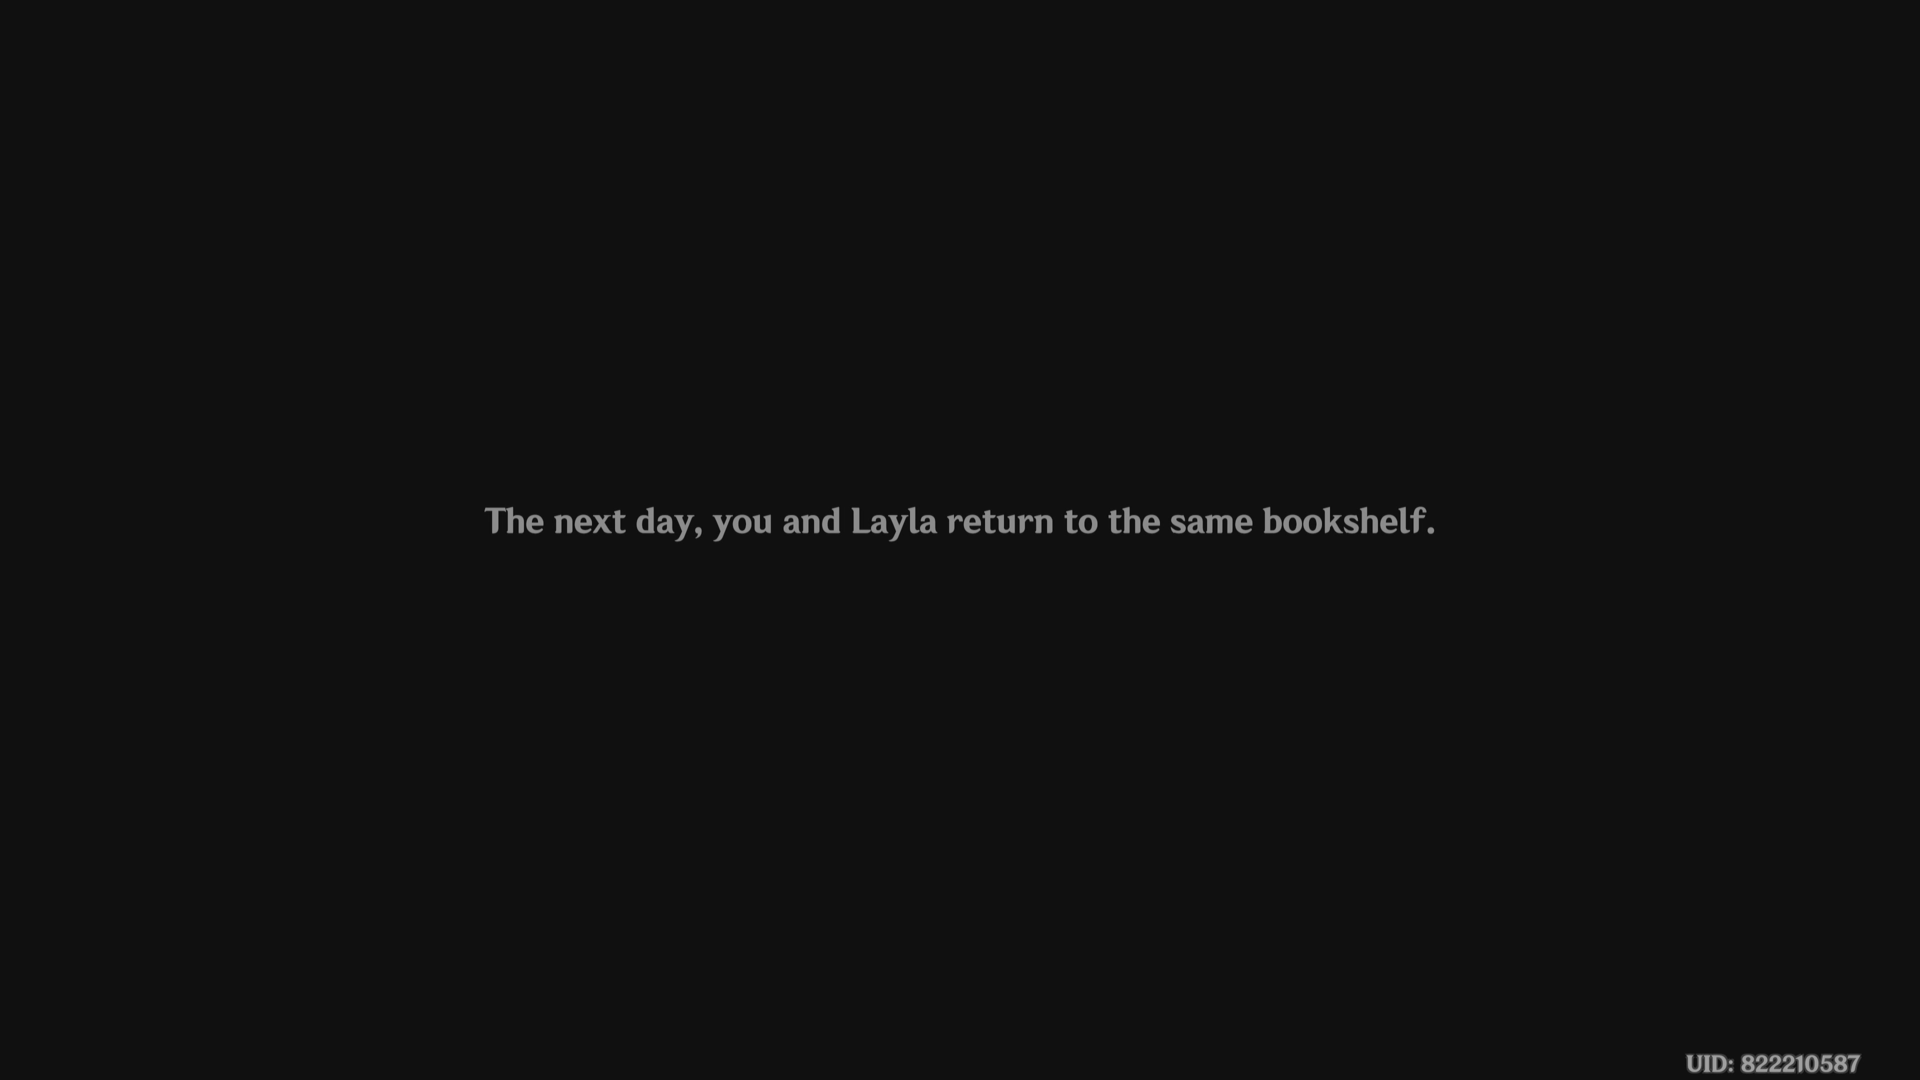 The next day, you and Layla return to the same bookshelf.
UID: 822210587